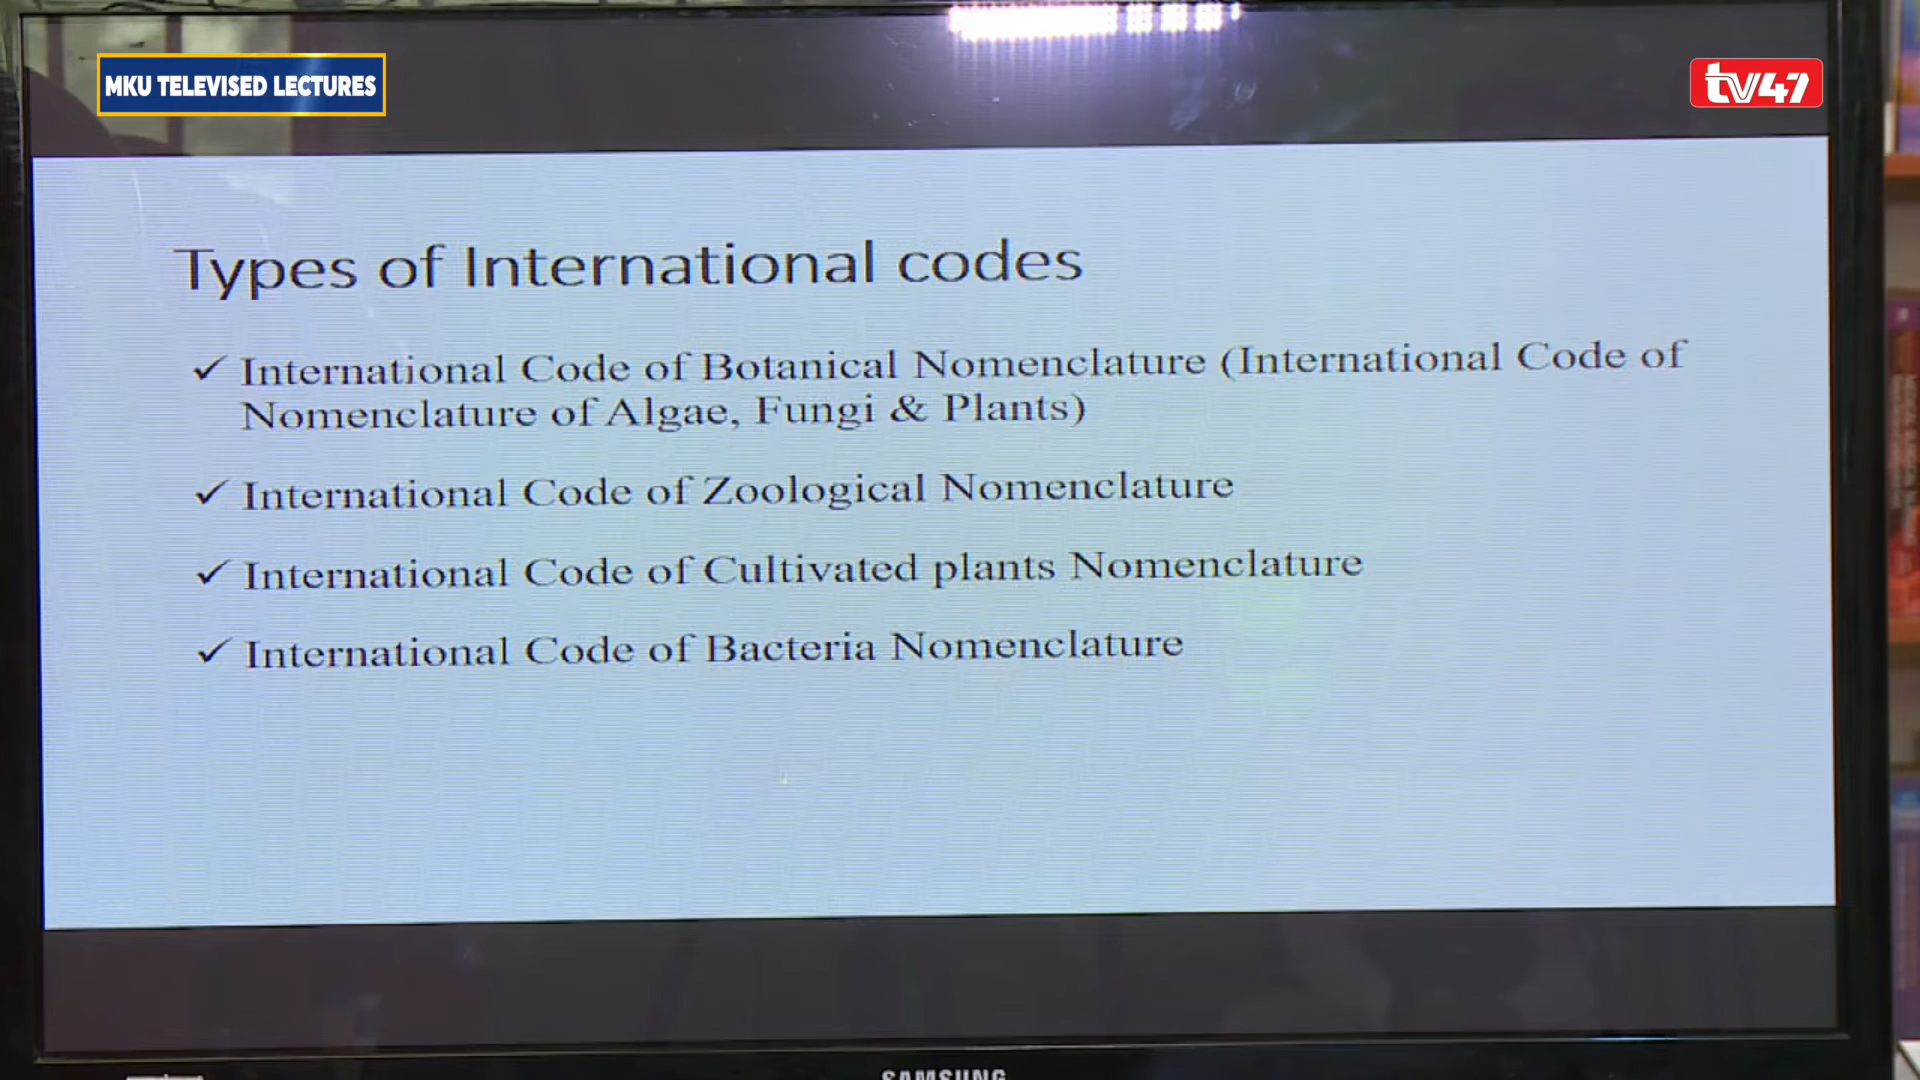 MKU TELEVISED LECTURES
tv47
Types of International codes
✓ International Code of Botanical Nomenclature (International Code of
Nomenclature of Algae, Fungi & Plants)
✓ International Code of Zoological Nomenclature
✓ International Code of Cultivated plants Nomenclature
✓ International Code of Bacteria Nomenclature
SAMSUNG